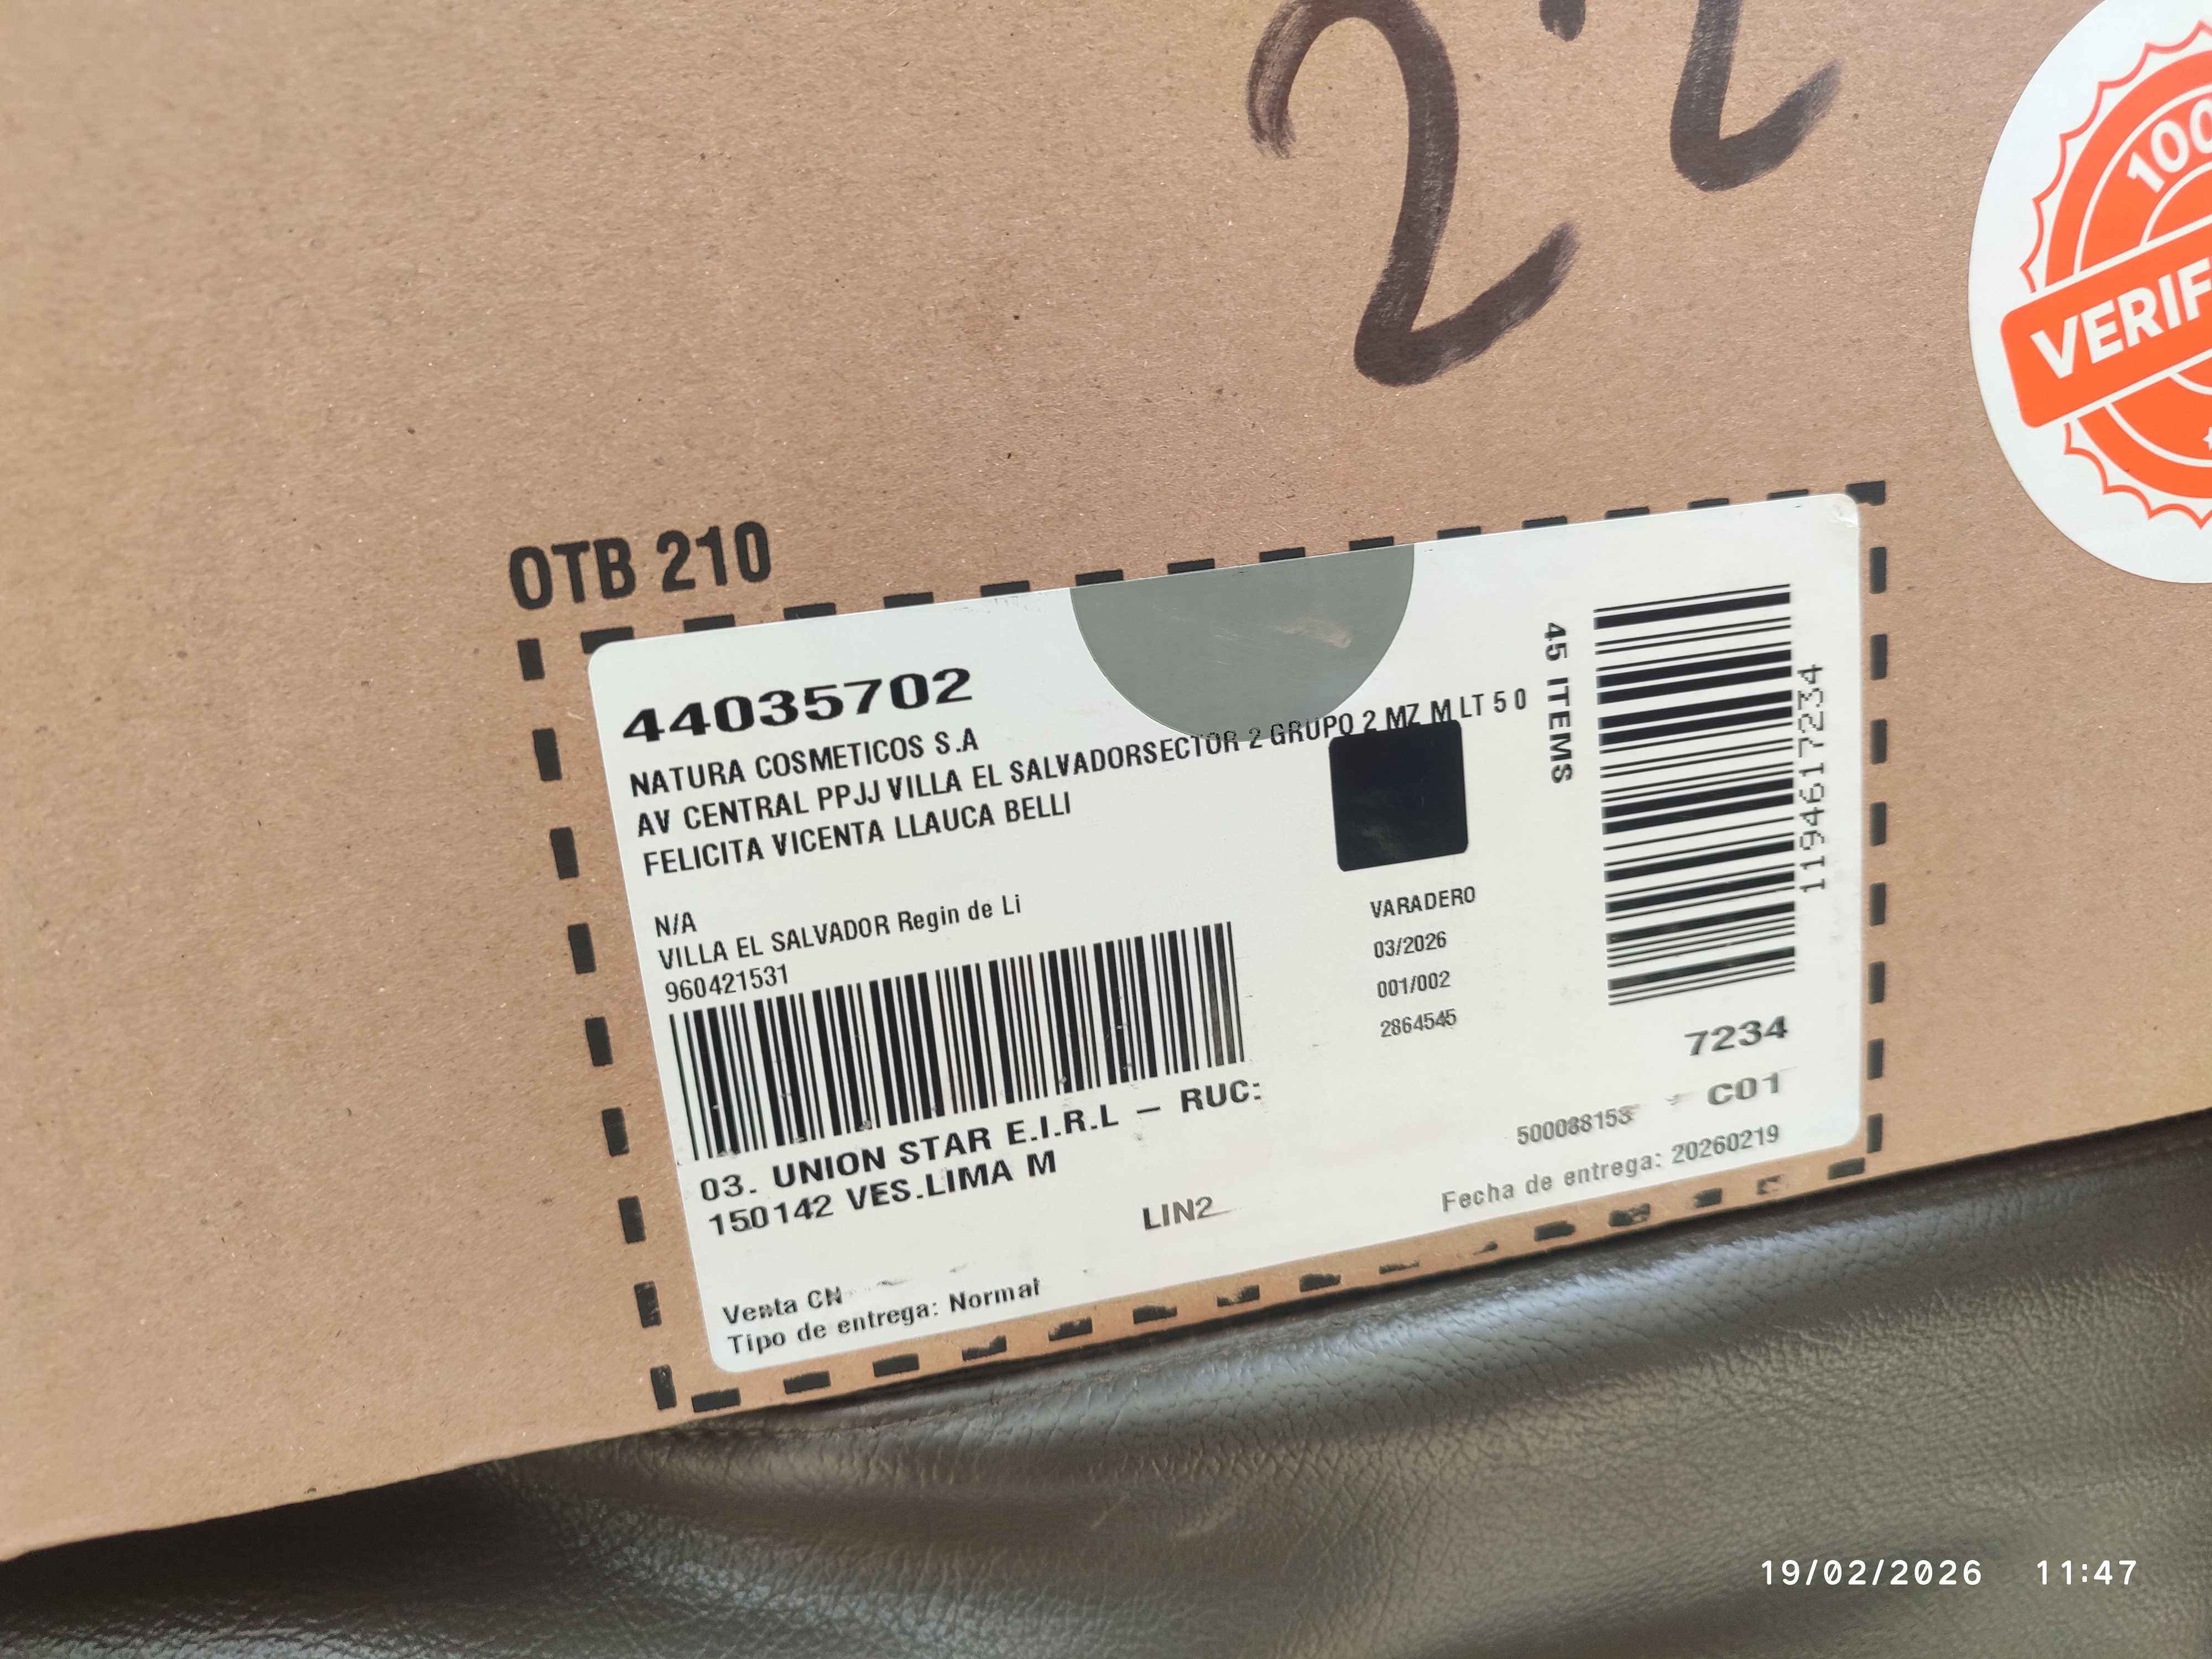 2.2
100
VERIF
OTB 210
44035702
NATURA COSMETICOS S.A
AV CENTRAL PPJJ VILLA EL SALVADORSECTOR 2 GRUPO 2 MZ M LT 5 0
FELICITA VICENTA LLAUCA BELLI
N/A
VILLA EL SALVADOR Regin de Li
960421531
03. UNION STAR E.I.R.L – RUC:
150142 VES.LIMA M
LIN2
Venta CN
Tipo de entrega: Normal
VARADERO
03/2026
001/002
2864545
45 ITEMS
1194617234
7234
C01
500088153
Fecha de entrega: 20260219
19/02/2026 11:47